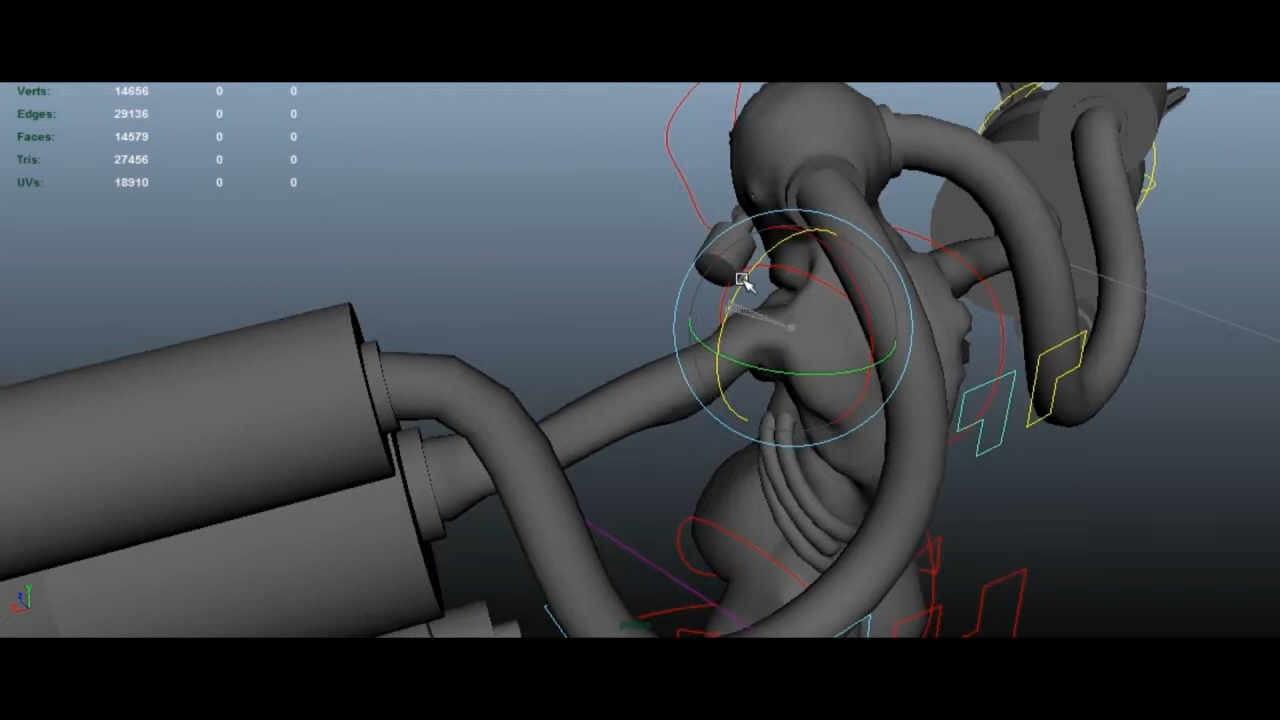 Verts: 14656 0 0
Edges: 29136 0 0
Faces: 14579 0 0
Tris: 27456 0 0
UVs: 18910 0 0
y
z